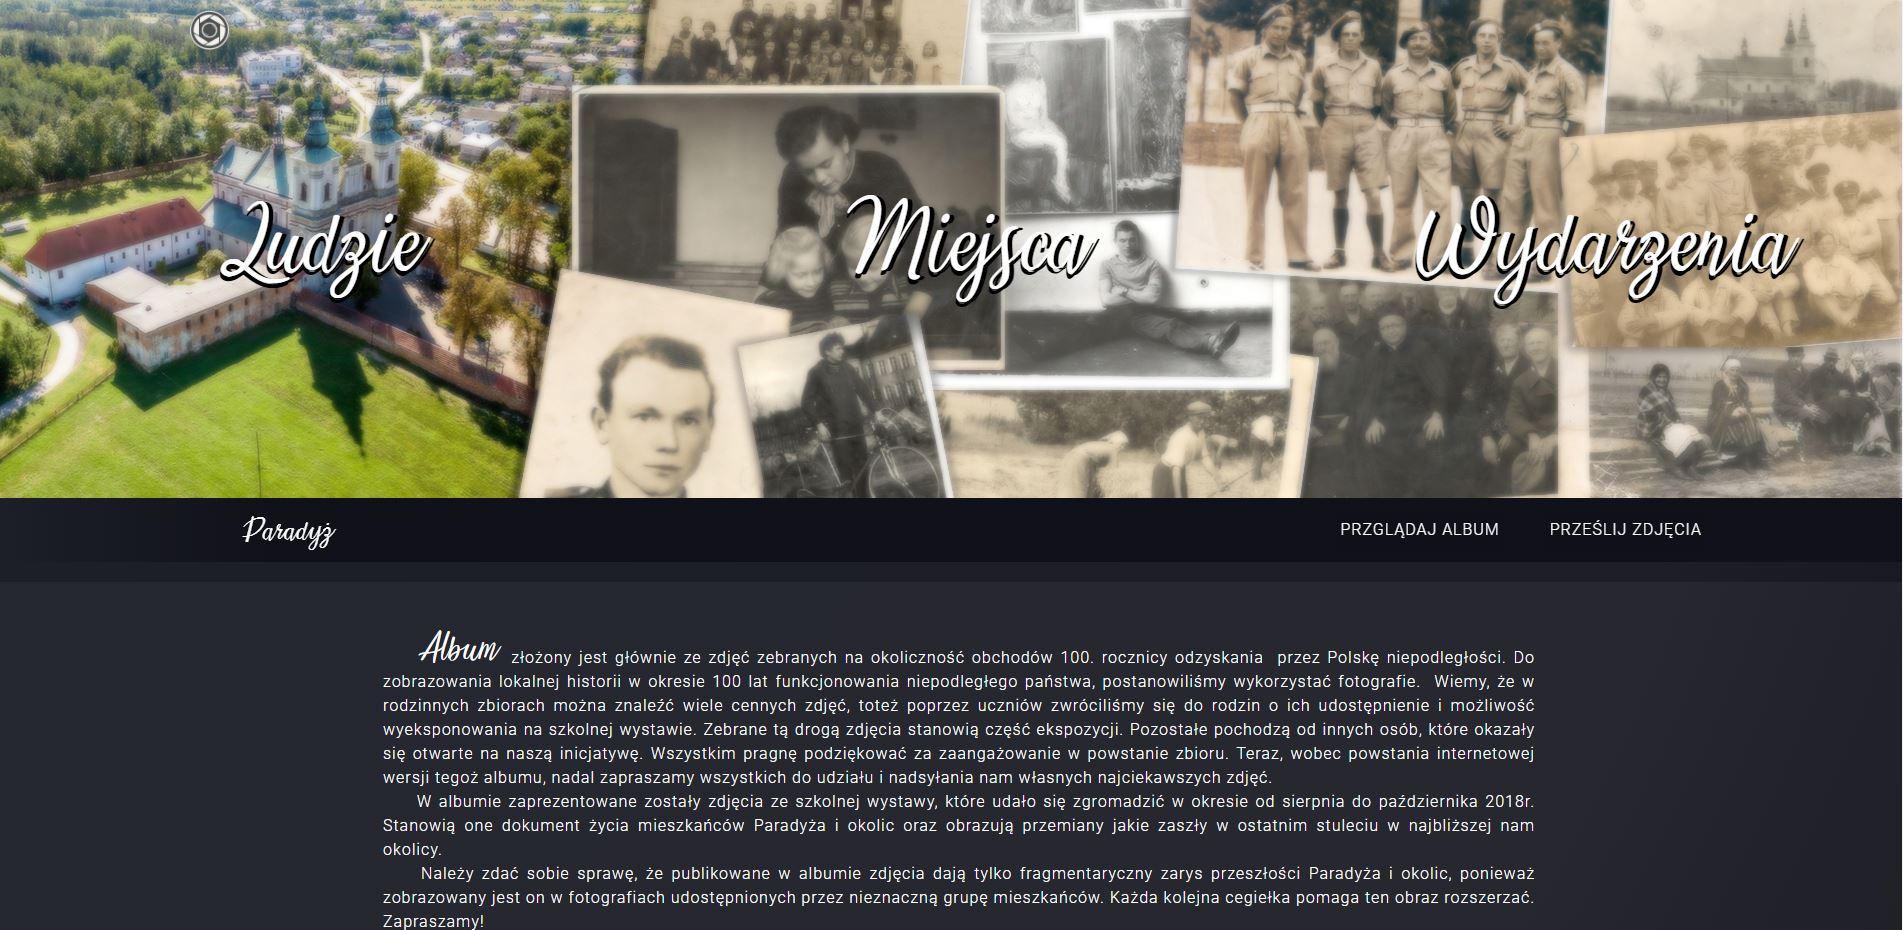 Ludzie
Miejsca
Wydarzenia
Paradyż
PRZGLĄDAJ ALBUM
PRZEŚLIJ ZDJĘCIA
Album złożony jest głównie ze zdjęć zebranych na okoliczność obchodów 100. rocznicy odzyskania przez Polskę niepodległości. Do
zobrazowania lokalnej historii w okresie 100 lat funkcjonowania niepodległego państwa, postanowiliśmy wykorzystać fotografie. Wiemy, że w
rodzinnych zbiorach można znaleźć wiele cennych zdjęć, toteż poprzez uczniów zwróciliśmy się do rodzin o ich udostępnienie i możliwość
wyeksponowania na szkolnej wystawie. Zebrane tą drogą zdjęcia stanowią część ekspozycji. Pozostałe pochodzą od innych osób, które okazały
się otwarte na naszą inicjatywę. Wszystkim pragnę podziękować za zaangażowanie w powstanie zbioru. Teraz, wobec powstania internetowej
wersji tegoż albumu, nadal zapraszamy wszystkich do udziału i nadsyłania nam własnych najciekawszych zdjęć.
W albumie zaprezentowane zostały zdjęcia ze szkolnej wystawy, które udało się zgromadzić w okresie od sierpnia do października 2018r.
Stanowią one dokument życia mieszkańców Paradyża i okolic oraz obrazują przemiany jakie zaszły w ostatnim stuleciu w najbliższej nam
okolicy.
Należy zdać sobie sprawę, że publikowane w albumie zdjęcia dają tylko fragmentaryczny zarys przeszłości Paradyża i okolic, ponieważ
zobrazowany jest on w fotografiach udostępnionych przez nieznaczną grupę mieszkańców. Każda kolejna cegiełka pomaga ten obraz rozszerzać.
Zapraszamy!